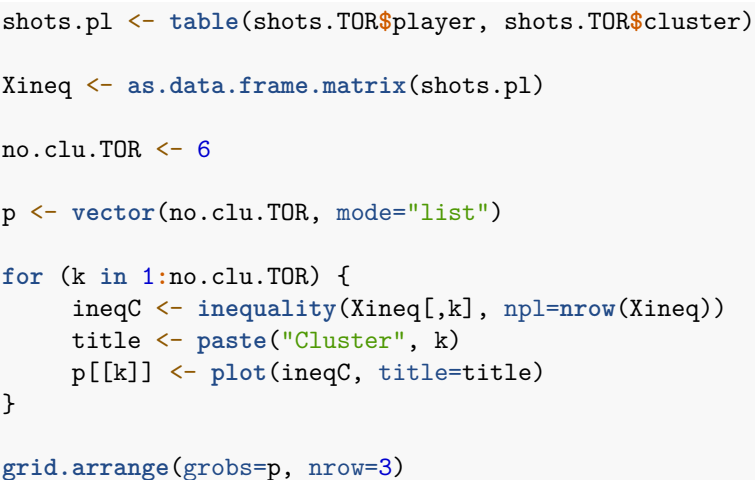 shots.pl <- table(shots.TOR$player, shots.TOR$cluster)
Xineq <- as.data.frame.matrix(shots.pl)
no.clu.TOR <- 6
p <- vector(no.clu.TOR, mode="list")
for (k in 1:no.clu.TOR) {
     ineqC <- inequality(Xineq[,k], npl=nrow(Xineq))
     title <- paste("Cluster", k)
     p[[k]] <- plot(ineqC, title=title)
}
grid.arrange(grobs=p, nrow=3)